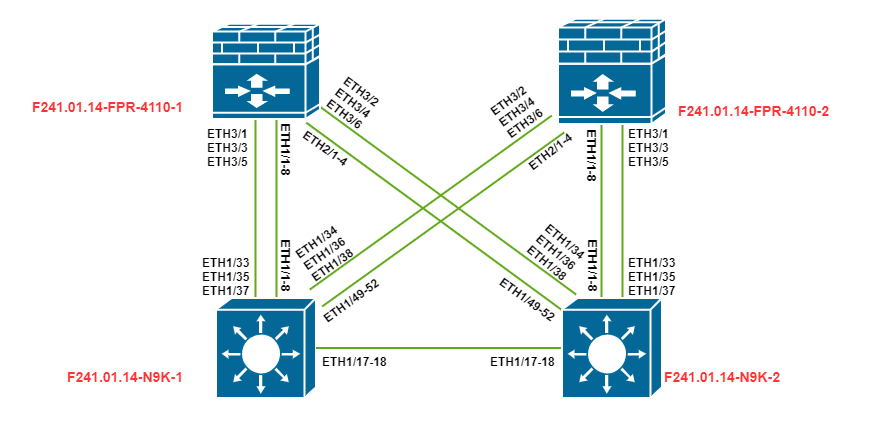 F241.01.14-FPR-4110-1
F241.01.14-FPR-4110-2
ETH3/2
ETH3/4
ETH3/6
ETH3/2
ETH3/4
ETH3/6
ETH3/1
ETH3/3
ETH3/5
ETH1/1-8
ETH2/1-4
ETH2/1-4
ETH1/1-8
ETH3/1
ETH3/3
ETH3/5
ETH1/33
ETH1/35
ETH1/37
ETH1/1-8
ETH1/34
ETH1/36
ETH1/38
ETH1/49-52
ETH1/34
ETH1/36
ETH1/38
ETH1/49-52
ETH1/1-8
ETH1/33
ETH1/35
ETH1/37
ETH1/17-18
ETH1/17-18
F241.01.14-N9K-1
F241.01.14-N9K-2